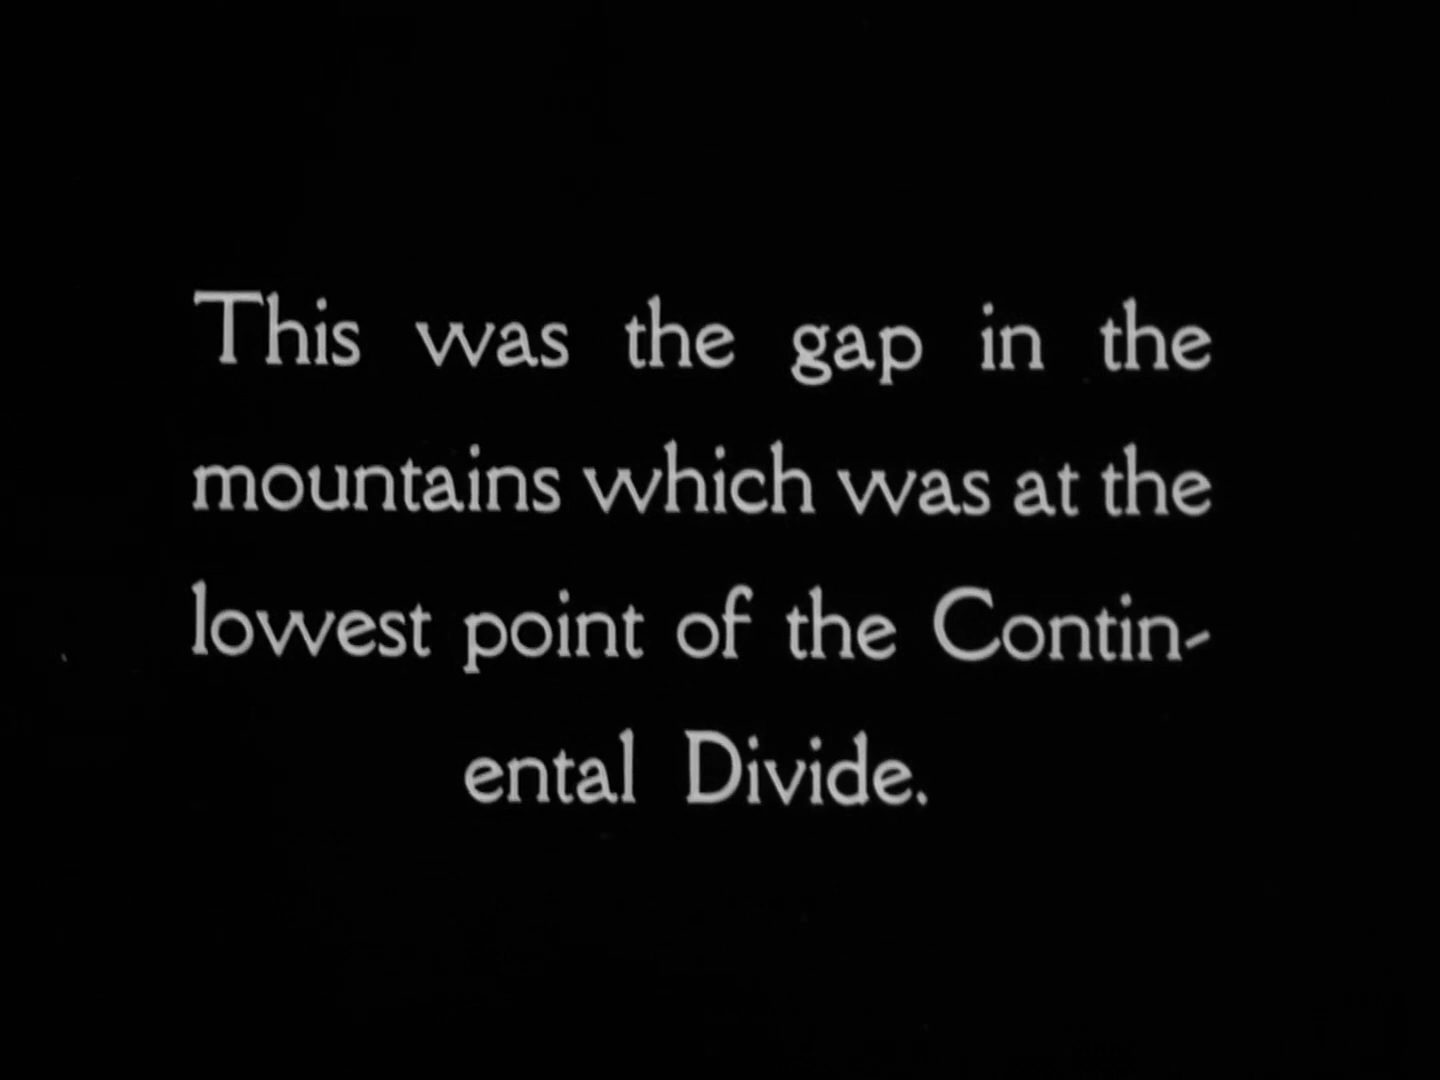 This was the gap in the
mountains which was at the
lowest point of the Contin-
ental Divide.